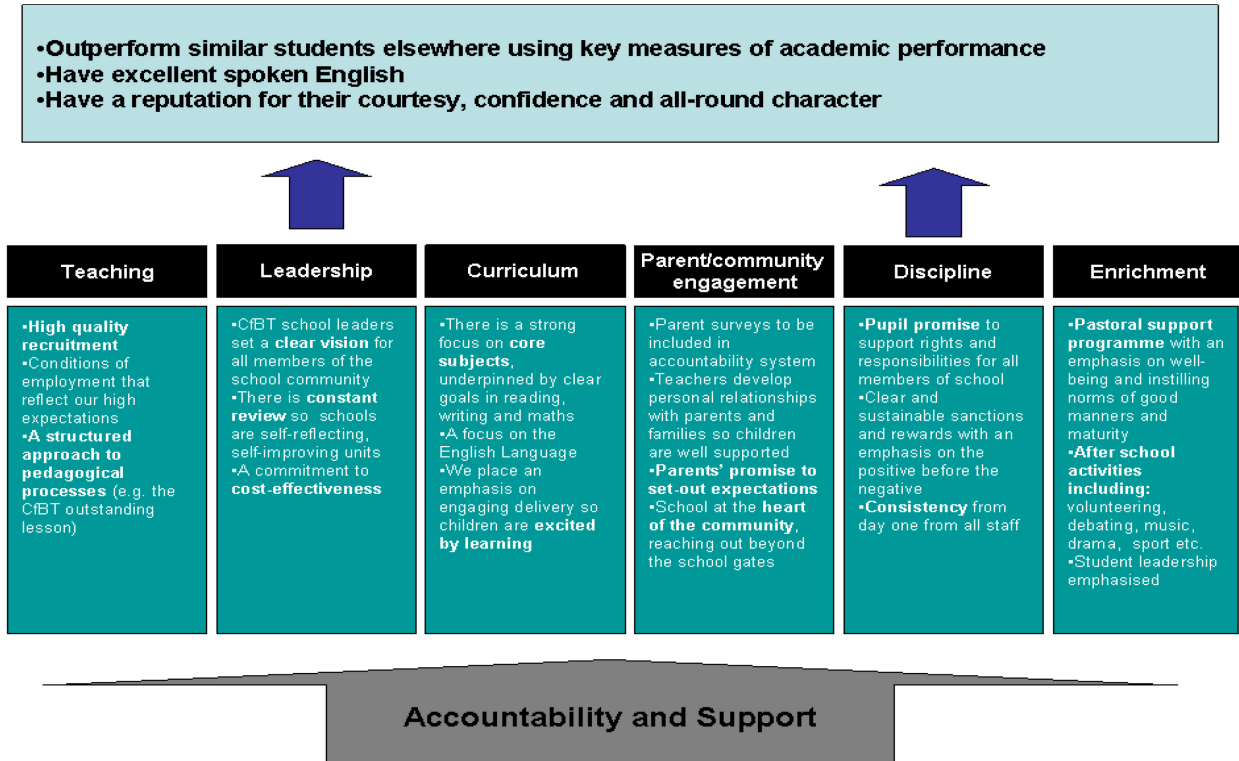 •Outperform similar students elsewhere using key measures of academic performance
•Have excellent spoken English
•Have a reputation for their courtesy, confidence and all-round character
Teaching
•High quality
recruitment
•Conditions of
employment that
reflect our high
expectations
•A structured
approach to
pedagogical
processes (e.g. the
CfBT outstanding
lesson)
Leadership
•CfBT school leaders
set a clear vision for
all members of the
school community
•There is constant
review so schools
are self-reflecting,
self-improving units
•A commitment to
cost-effectiveness
Curriculum
•There is a strong
focus on core
subjects,
underpinned by clear
goals in reading,
writing and maths
•A focus on the
English Language
•We place an
emphasis on
engaging delivery so
children are excited
by learning
Parent/community
engagement
•Parent surveys to be
included in
accountability system
•Teachers develop
personal relationships
with parents and
families so children
are well supported
•Parents' promise to
set-out expectations
•School at the heart
of the community,
reaching out beyond
the school gates
Discipline
•Pupil promise to
support rights and
responsibilities for all
members of school
•Clear and
sustainable sanctions
and rewards with an
emphasis on the
positive before the
negative
•Consistency from
day one from all staff
Enrichment
•Pastoral support
programme with an
emphasis on well-
being and instilling
norms of good
manners and
maturity
•After school
activities
including:
volunteering,
debating, music,
drama, sport etc.
•Student leadership
emphasised
Accountability and Support